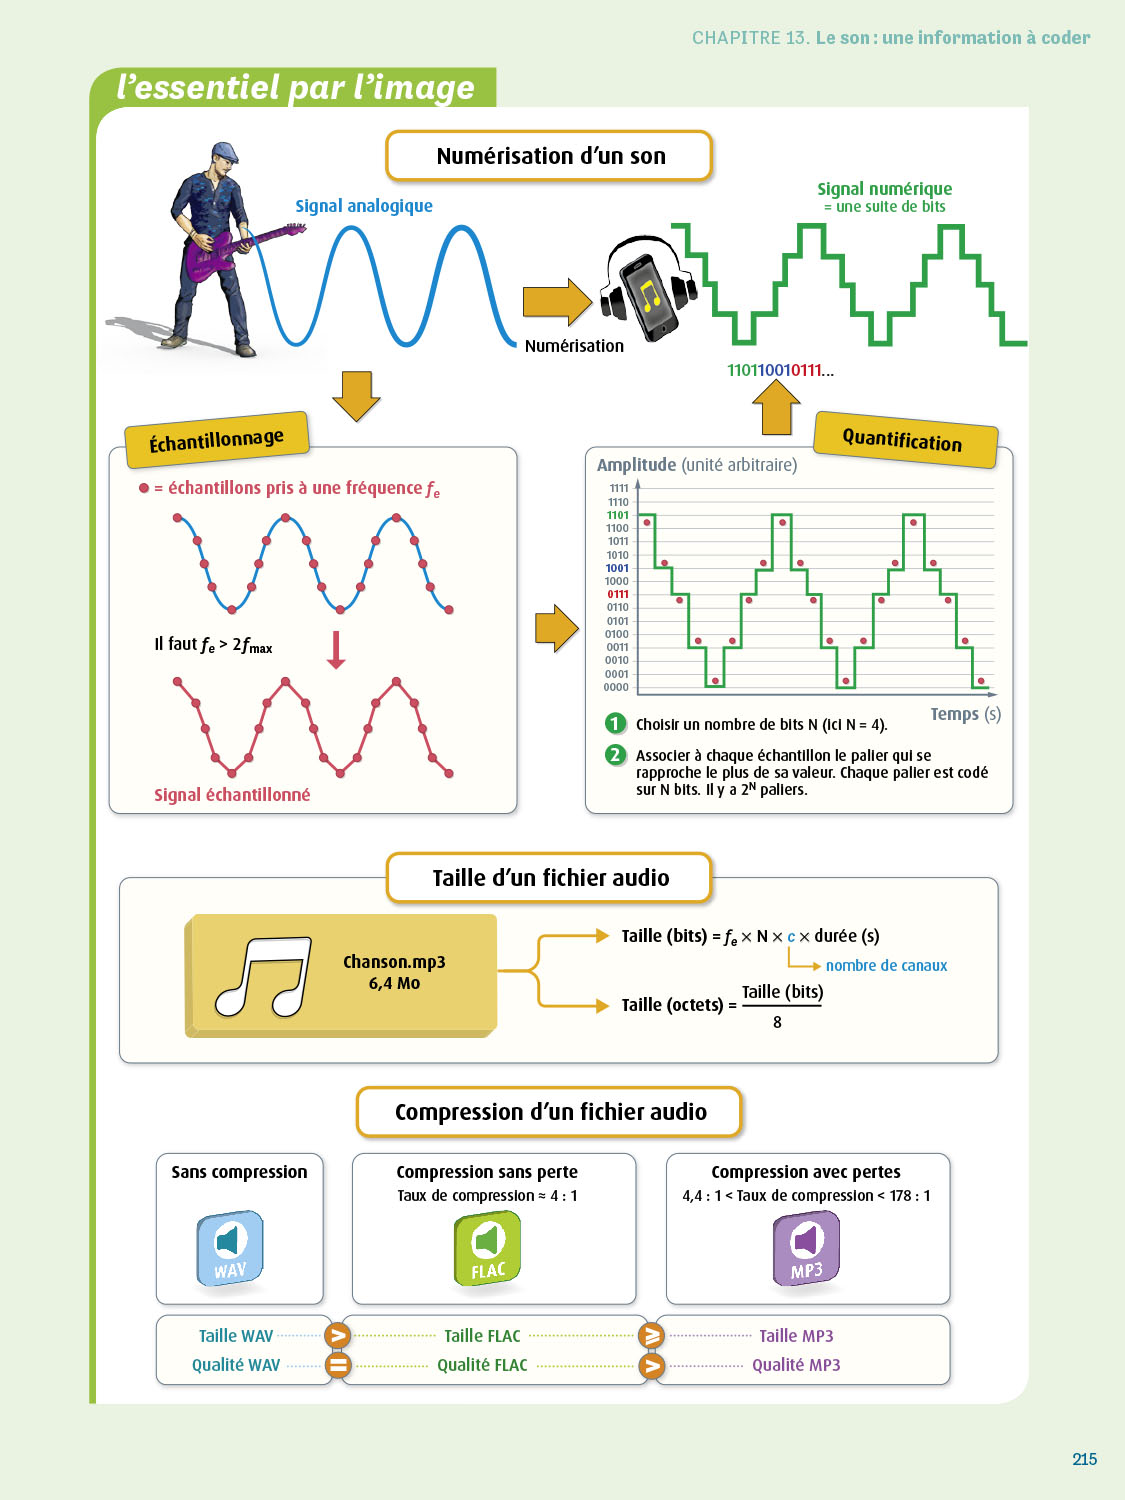 CHAPITRE 13. Le son : une information à coder
l'essentiel par l'image
Numérisation d'un son
Signal analogique
Signal numérique
= une suite de bits
Numérisation
110110010111...
Échantillonnage
= échantillons pris à une fréquence fe
Il faut fe > 2fmax
Signal échantillonné
Quantification
Amplitude (unité arbitraire)
1111
1110
1101
1100
1011
1010
1001
1000
0111
0110
0101
0100
0011
0010
0001
0000
Temps (s)
1 Choisir un nombre de bits N (ici N = 4).
2 Associer à chaque échantillon le palier qui se
rapproche le plus de sa valeur. Chaque palier est codé
sur N bits. Il y a 2^N paliers.
Taille d'un fichier audio
Chanson.mp3
6,4 Mo
Taille (bits) = fe × N × c × durée (s)
nombre de canaux
Taille (octets) = Taille (bits)
8
Compression d'un fichier audio
Sans compression
WAV
Compression sans perte
Taux de compression ≈ 4 : 1
FLAC
Compression avec pertes
4,4 : 1 < Taux de compression < 178 : 1
MP3
Taille WAV > Taille FLAC ⩾ Taille MP3
Qualité WAV = Qualité FLAC > Qualité MP3
215